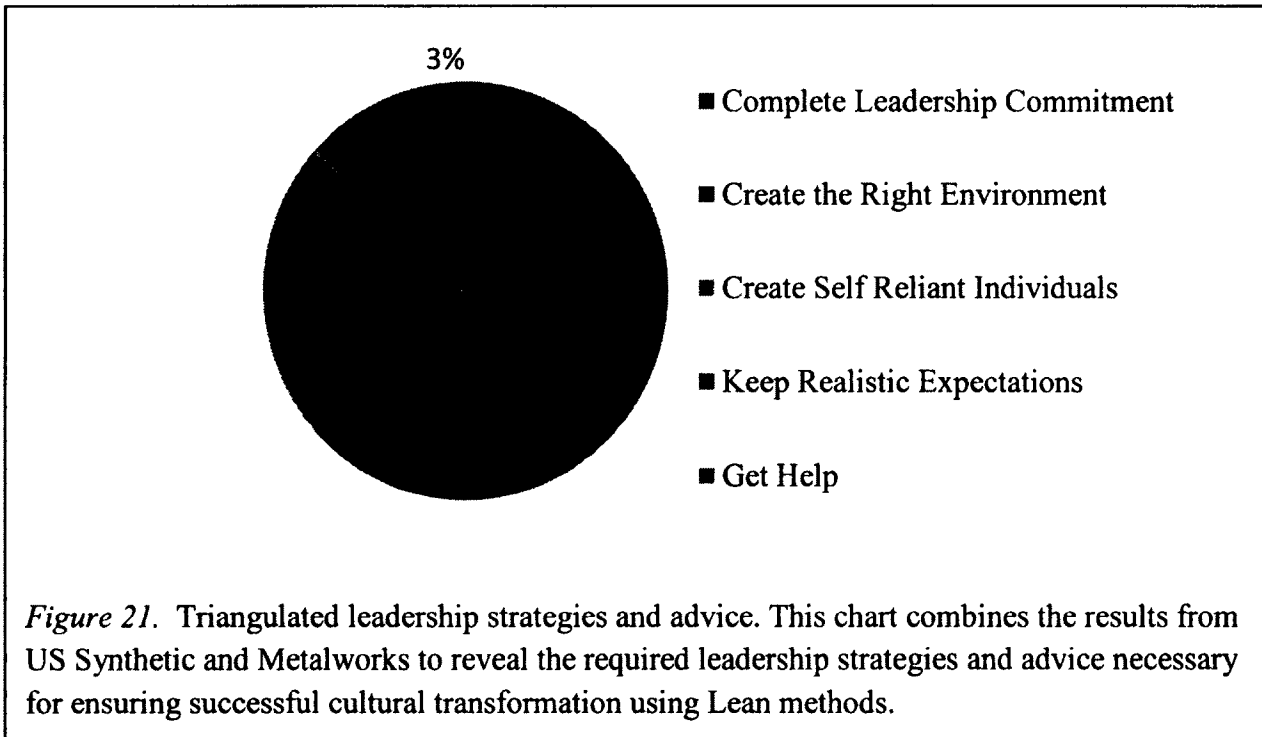 3%
■ Complete Leadership Commitment
■ Create the Right Environment
■ Create Self Reliant Individuals
■ Keep Realistic Expectations
■ Get Help
Figure 21. Triangulated leadership strategies and advice. This chart combines the results from
US Synthetic and Metalworks to reveal the required leadership strategies and advice necessary
for ensuring successful cultural transformation using Lean methods.